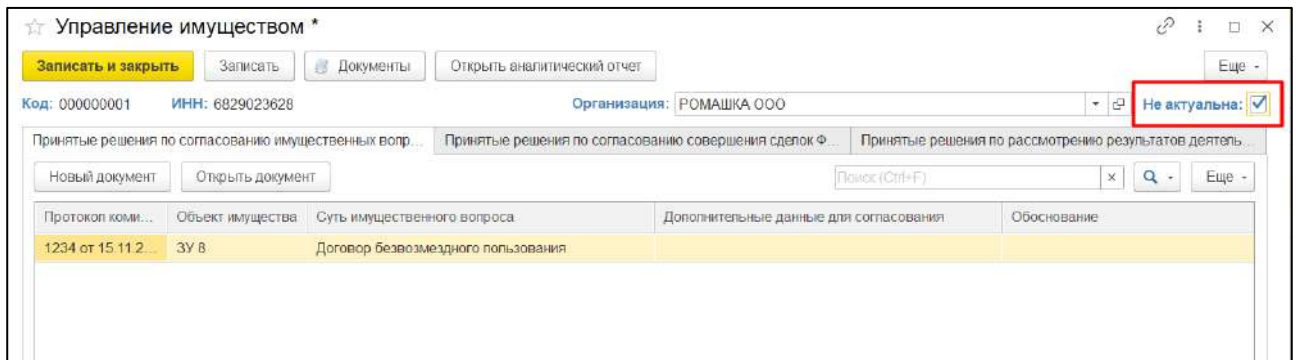 Управление имуществом *
Записать и закрыть Записать Документы Открыть аналитический отчет Еще
Код: 000000001 ИНН: 6829023628 Организация: РОМАШКА ООО Не актуальна:
Принятые решения по согласованию имущественных вопр... Принятые решения по согласованию совершения сделок Ф... Принятые решения по рассмотрению результатов деятель...
Новый документ Открыть документ Поиск (Ctrl+F) Еще
Протокол коми... Объект имущества Суть имущественного вопроса Дополнительные данные для согласования Обоснование
1234 от 15.11.2... ЗУ 8 Договор безвозмездного пользования